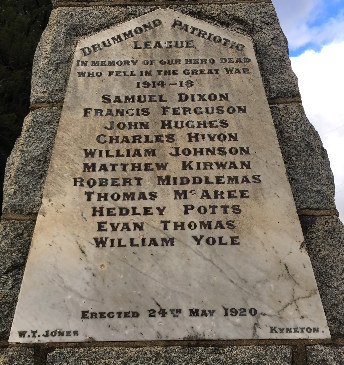 DRUMMOND PATRIOTIC
LEAGUE
IN MEMORY OF OUR HERO DEAD
WHO FELL IN THE GREAT WAR
1914-18
SAMUEL DIXON
FRANCIS FERGUSON
JOHN HUGHES
CHARLES HIVON
WILLIAM JOHNSON
MATTHEW KIRWAN
ROBERT MIDDLEMAS
THOMAS McAREE
HEDLEY POTTS
EVAN THOMAS
WILLIAM YOLE
ERECTED 24TH MAY 1920
W.T. JONES KYNETON.